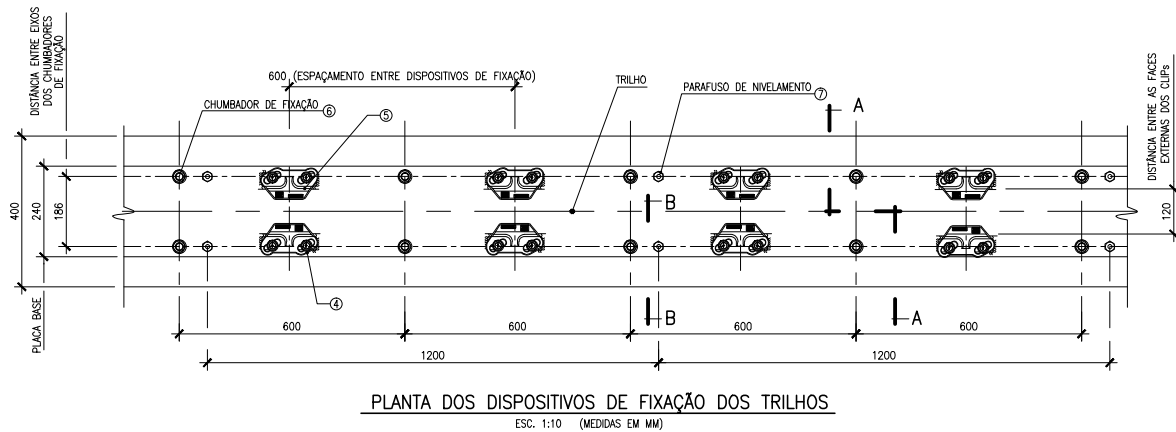 DISTÂNCIA ENTRE EIXOS
DOS CHUMBADORES
DE FIXAÇÃO
600 (ESPAÇAMENTO ENTRE DISPOSITIVOS DE FIXAÇÃO)
CHUMBADOR DE FIXAÇÃO 6
5
TRILHO
PARAFUSO DE NIVELAMENTO 7
A
DISTÂNCIA ENTRE AS FACES
EXTERNAS DOS CLIPs
400
240
186
B
120
4
PLACA BASE
B
A
600
600
600
600
1200
1200
PLANTA DOS DISPOSITIVOS DE FIXAÇÃO DOS TRILHOS
ESC. 1:10 (MEDIDAS EM MM)